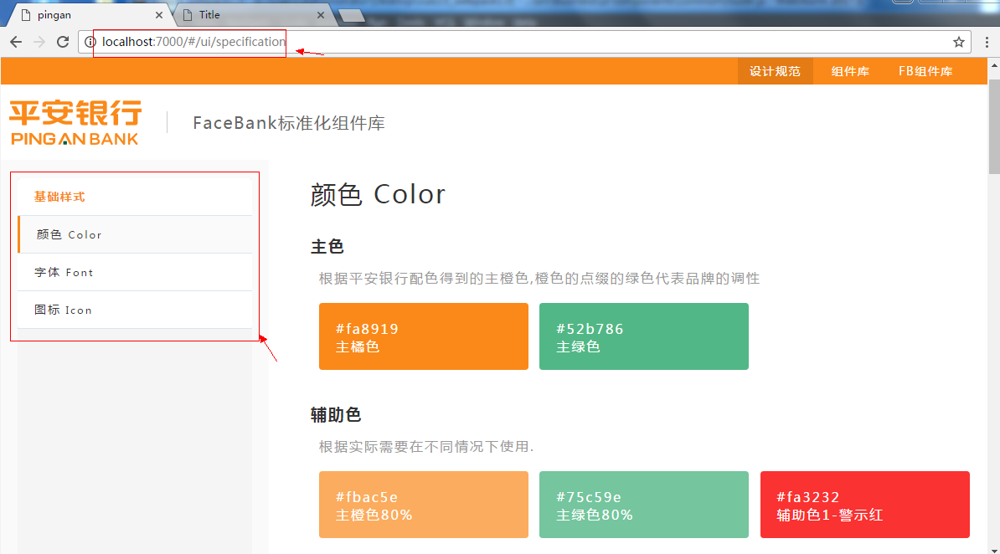 pingan
Title
localhost:7000/#/ui/specification
设计规范 组件库 FB组件库
平安银行
PING AN BANK
FaceBank标准化组件库
基础样式
颜色 Color
字体 Font
图标 Icon
颜色 Color
主色
根据平安银行配色得到的主橙色,橙色的点缀的绿色代表品牌的调性
#fa8919
主橘色
#52b786
主绿色
辅助色
根据实际需要在不同情况下使用.
#fbac5e
主橙色80%
#75c59e
主绿色80%
#fa3232
辅助色1-警示红